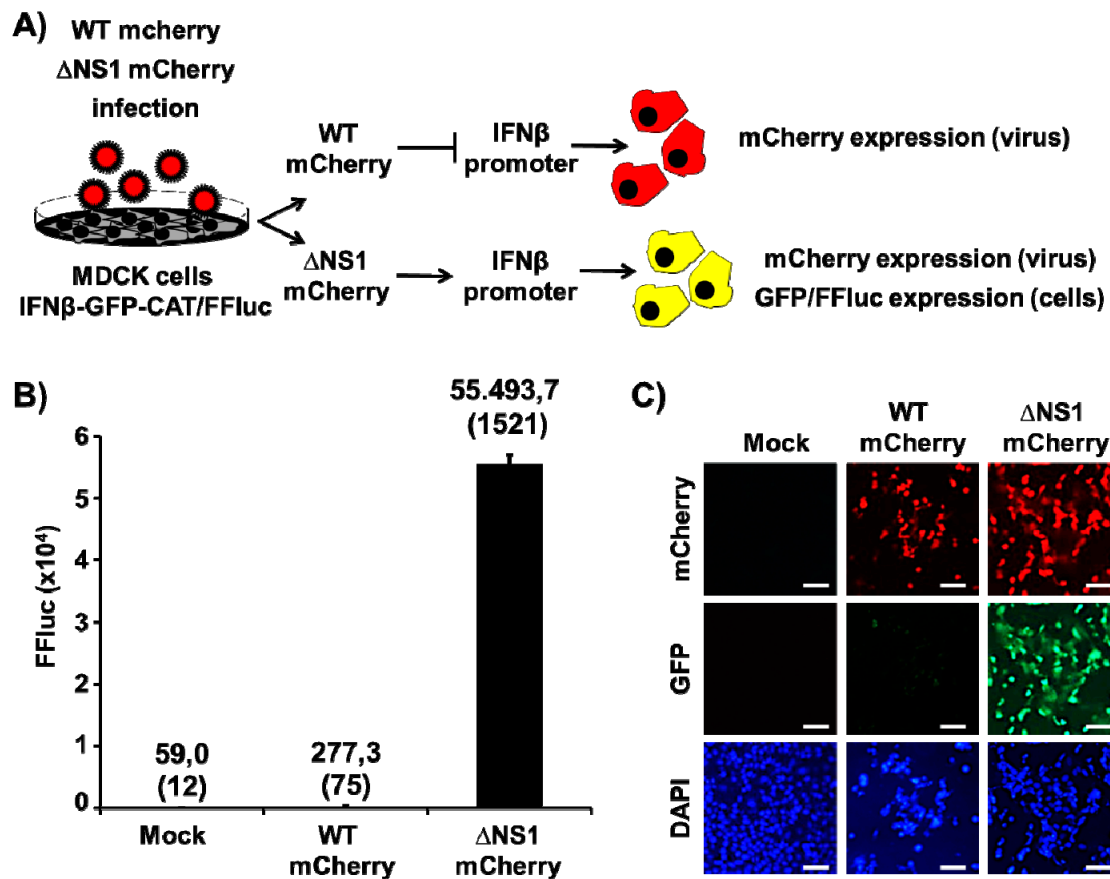 A)
WT mcherry
ΔNS1 mCherry
infection
MDCK cells
IFNβ-GFP-CAT/FFluc
WT
mCherry
IFNβ
promoter
mCherry expression (virus)
ΔNS1
mCherry
IFNβ
promoter
mCherry expression (virus)
GFP/FFluc expression (cells)
B)
FFluc (x10⁴)
6
5
4
3
2
1
0
59,0
(12)
277,3
(75)
55.493,7
(1521)
Mock
WT
mCherry
ΔNS1
mCherry
C)
Mock
WT
mCherry
ΔNS1
mCherry
mCherry
GFP
DAPI